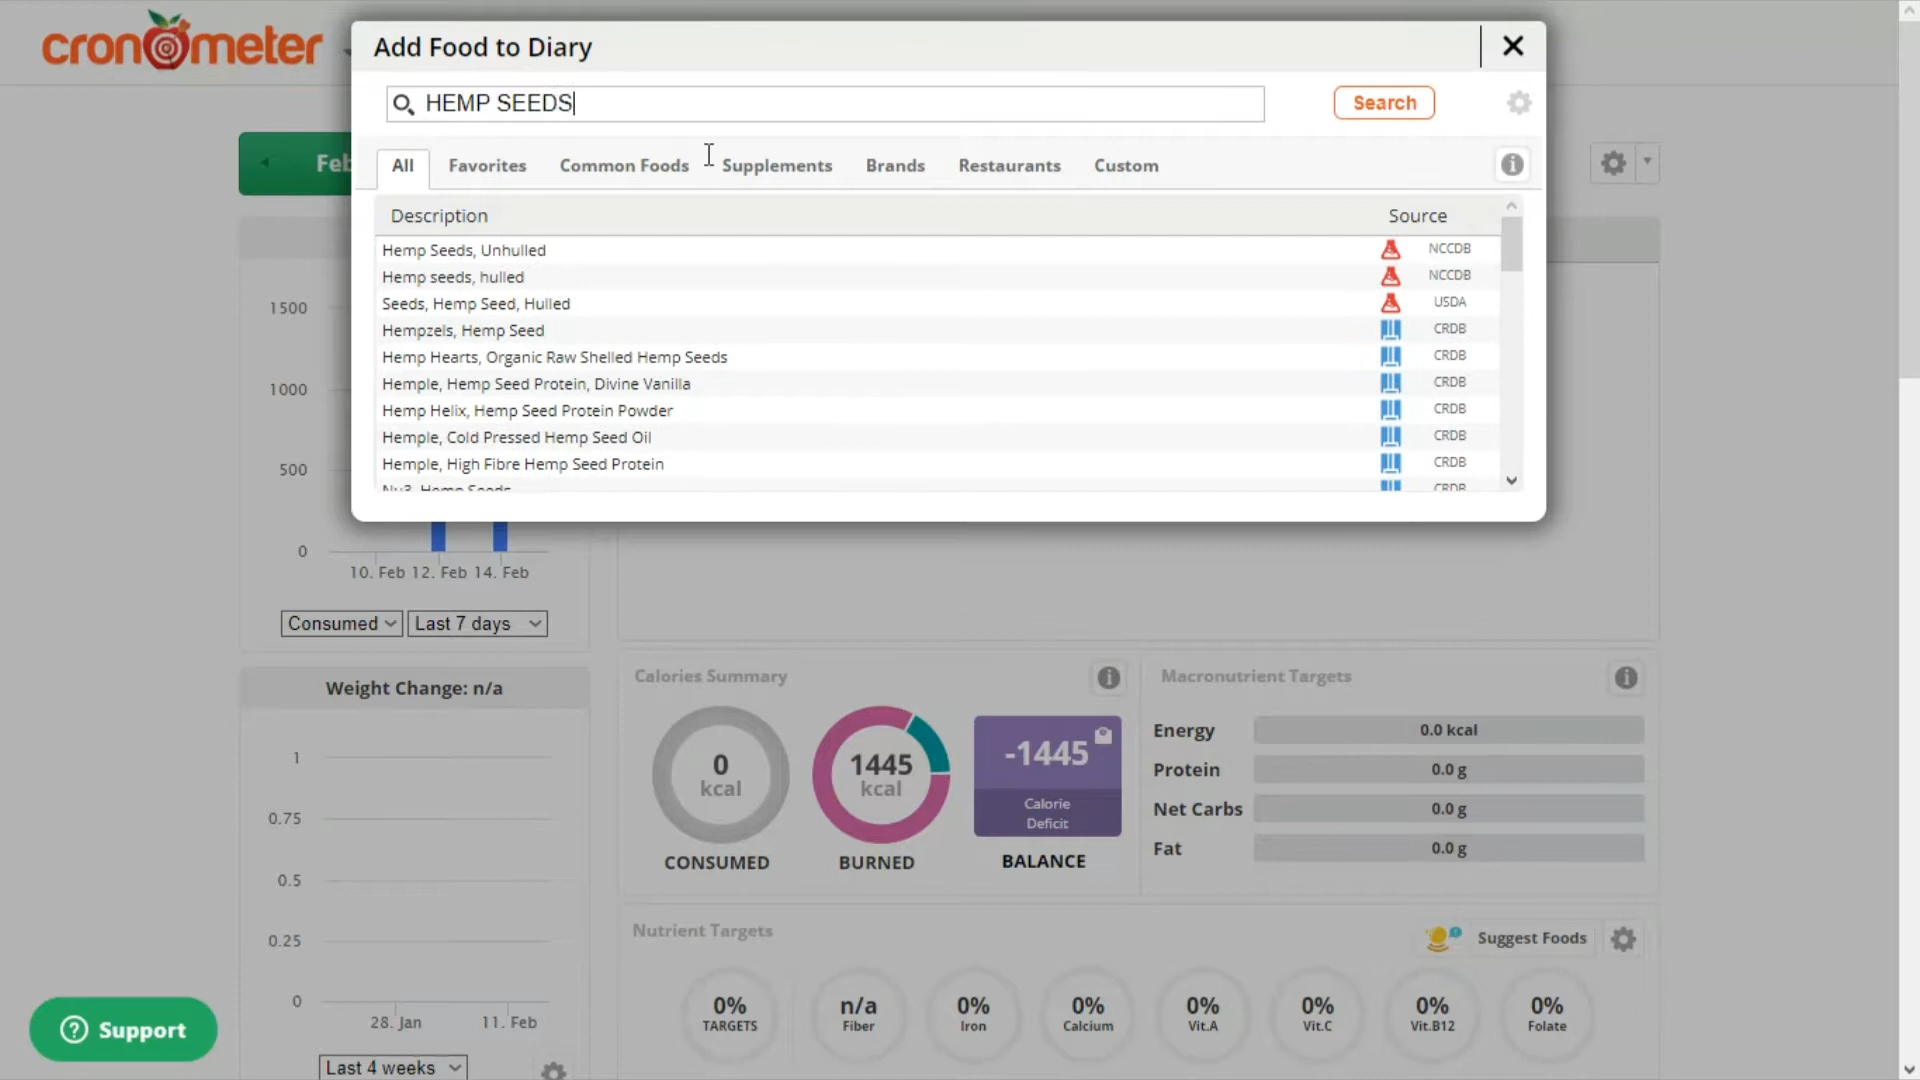 cronometer
Add Food to Diary
HEMP SEEDS
Search
All Favorites Common Foods Supplements Brands Restaurants Custom
Description Source
Hemp Seeds, Unhulled NCCDB
Hemp seeds, hulled NCCDB
Seeds, Hemp Seed, Hulled USDA
Hempzels, Hemp Seed CRDB
Hemp Hearts, Organic Raw Shelled Hemp Seeds CRDB
Hemple, Hemp Seed Protein, Divine Vanilla CRDB
Hemp Helix, Hemp Seed Protein Powder CRDB
Hemple, Cold Pressed Hemp Seed Oil CRDB
Hemple, High Fibre Hemp Seed Protein CRDB
Nu3, Hemp Seeds CRDB
Feb
1500
1000
500
0
10. Feb 12. Feb 14. Feb
Consumed Last 7 days
Weight Change: n/a
1
0.75
0.5
0.25
0
28. Jan 11. Feb
Last 4 weeks
Calories Summary
0
kcal
CONSUMED
1445
kcal
BURNED
-1445
Calorie
Deficit
BALANCE
Macronutrient Targets
Energy 0.0 kcal
Protein 0.0 g
Net Carbs 0.0 g
Fat 0.0 g
Nutrient Targets
Suggest Foods
0%
TARGETS
n/a
Fiber
0%
Iron
0%
Calcium
0%
Vit.A
0%
Vit.C
0%
Vit.B12
0%
Folate
Support